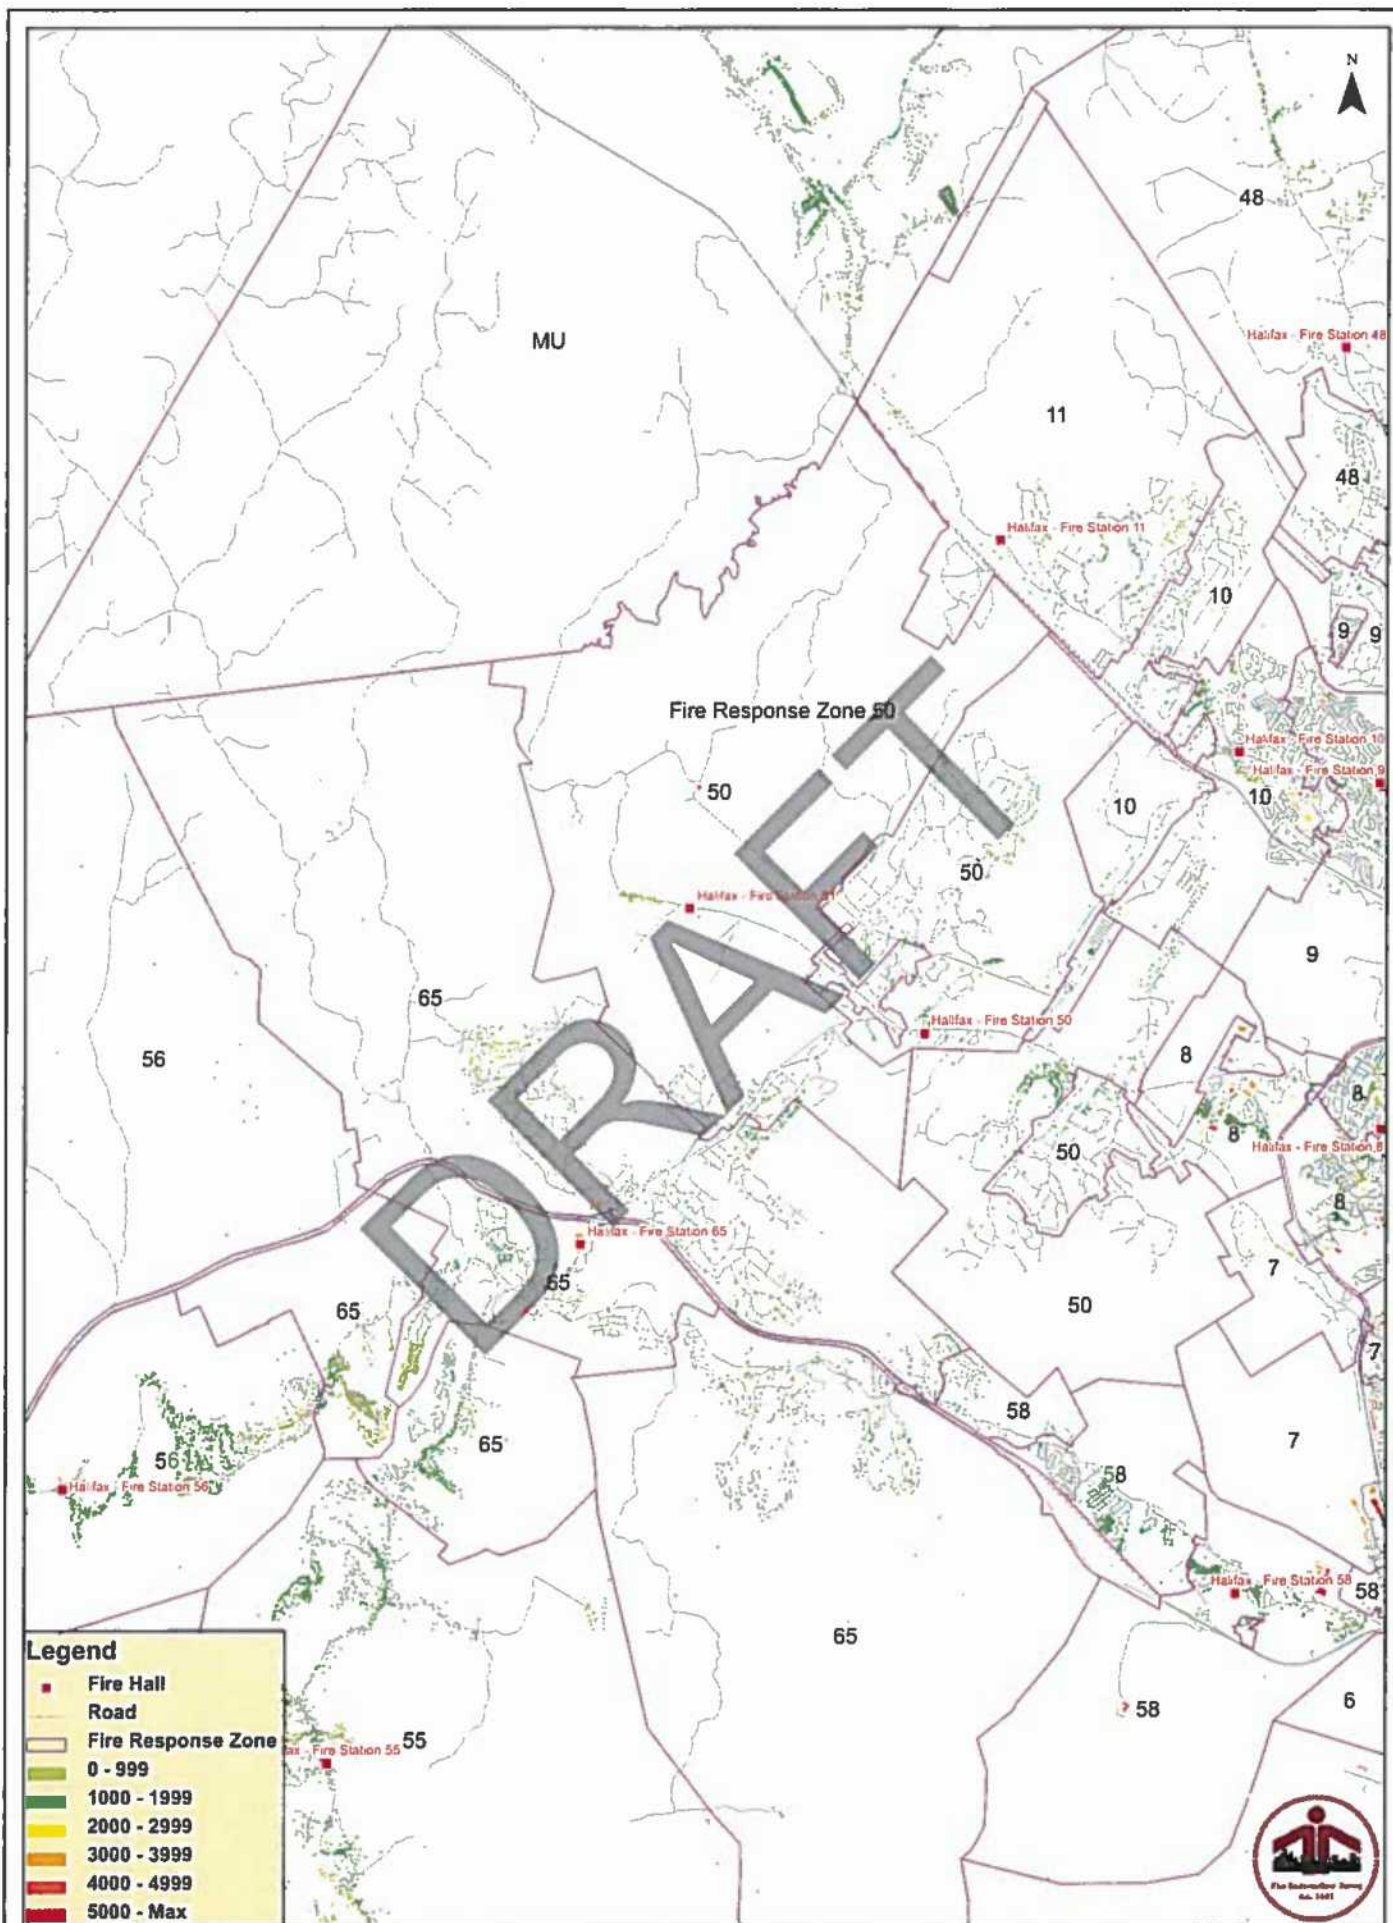 N
48
Halifax - Fire Station 48
MU
11
48
Halifax - Fire Station 11
10
9
9
Fire Response Zone 50
Halifax - Fire Station 10
Halifax - Fire Station 9
50
10
10
50
Halifax - Fire Station
9
65
Halifax - Fire Station 50
56
8
8
8
50
Halifax - Fire Station
8
DRAFT
Halifax - Fire Station 65
7
65
65
50
7
58
65
7
56
58
Halifax - Fire Station 56
Halifax - Fire Station 58
58
65
6
58
55
ax - Fire Station 55
Legend
Fire Hall
Road
Fire Response Zone
0 - 999
1000 - 1999
2000 - 2999
3000 - 3999
4000 - 4999
5000 - Max